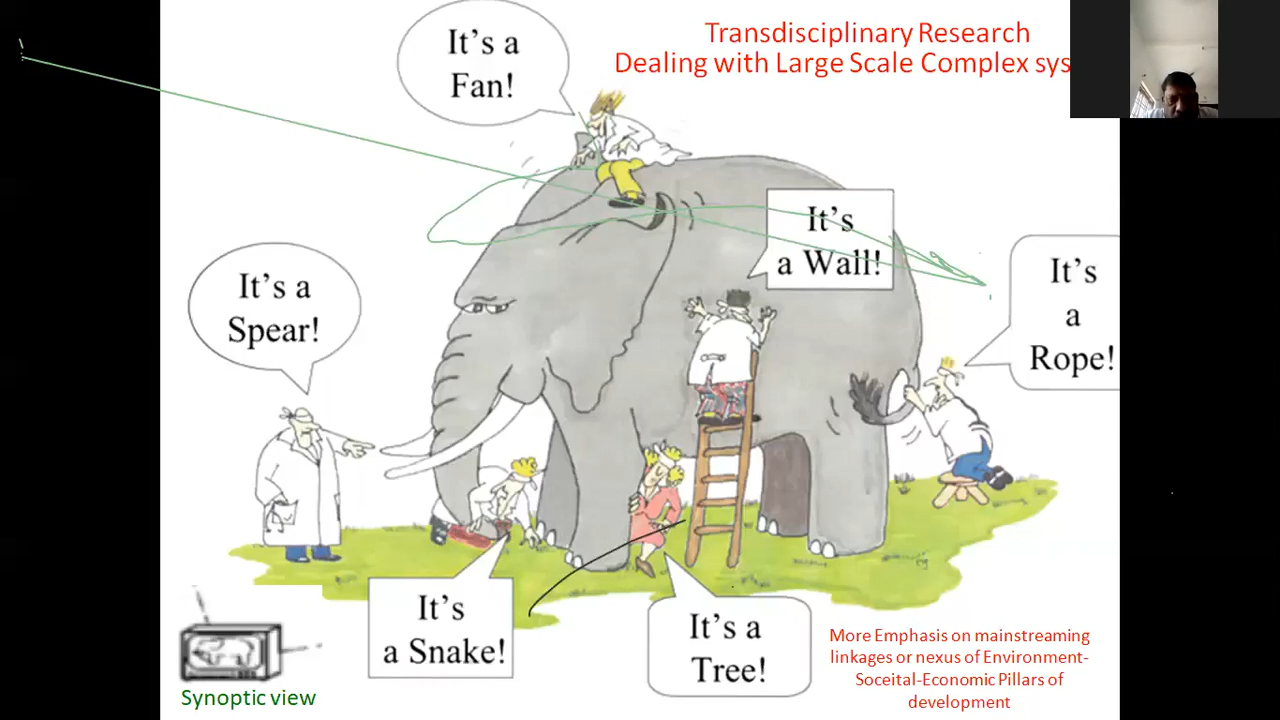 Transdisciplinary Research
Dealing with Large Scale Complex sys
It's a
Fan!
It's
a Wall!
It's a
Spear!
It's
a
Rope!
It's
a Snake!
It's a
Tree!
Synoptic view
More Emphasis on mainstreaming
linkages or nexus of Environment-
Soceital-Economic Pillars of
development